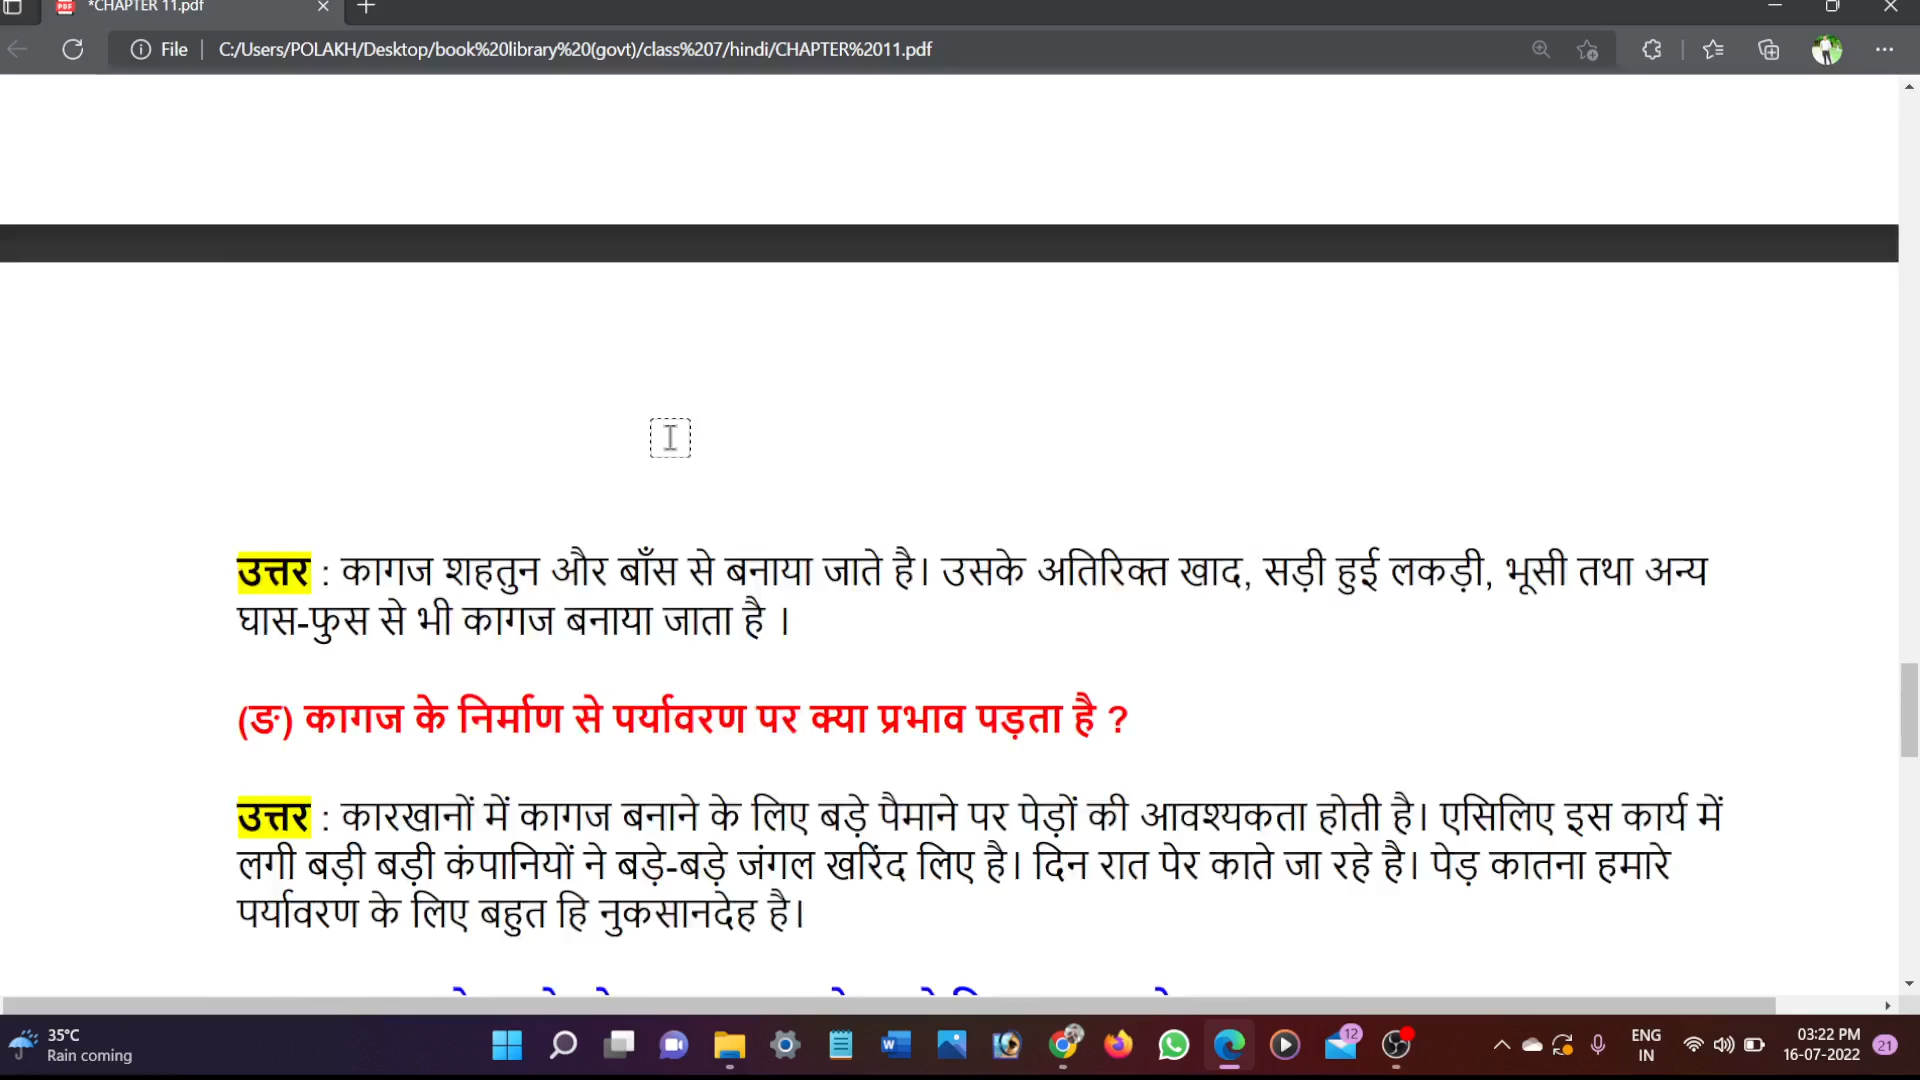 *CHAPTER 11.pdf
File
C:/Users/POLAKH/Desktop/book%20library%20(govt)/class%207/hindi/CHAPTER%2011.pdf
उत्तर : कागज शहतुन और बाँस से बनाया जाते है। उसके अतिरिक्त खाद, सड़ी हुई लकड़ी, भूसी तथा अन्य
घास-फुस से भी कागज बनाया जाता है ।
(ङ) कागज के निर्माण से पर्यावरण पर क्या प्रभाव पड़ता है ?
उत्तर : कारखानों में कागज बनाने के लिए बड़े पैमाने पर पेड़ों की आवश्यकता होती है। एसिलिए इस कार्य में
लगी बड़ी बड़ी कंपानियों ने बड़े-बड़े जंगल खरिंद लिए है। दिन रात पेर काते जा रहे है। पेड़ कातना हमारे
पर्यावरण के लिए बहुत हि नुकसानदेह है।
35°C
Rain coming
12
ENG
IN
03:22 PM
16-07-2022
21